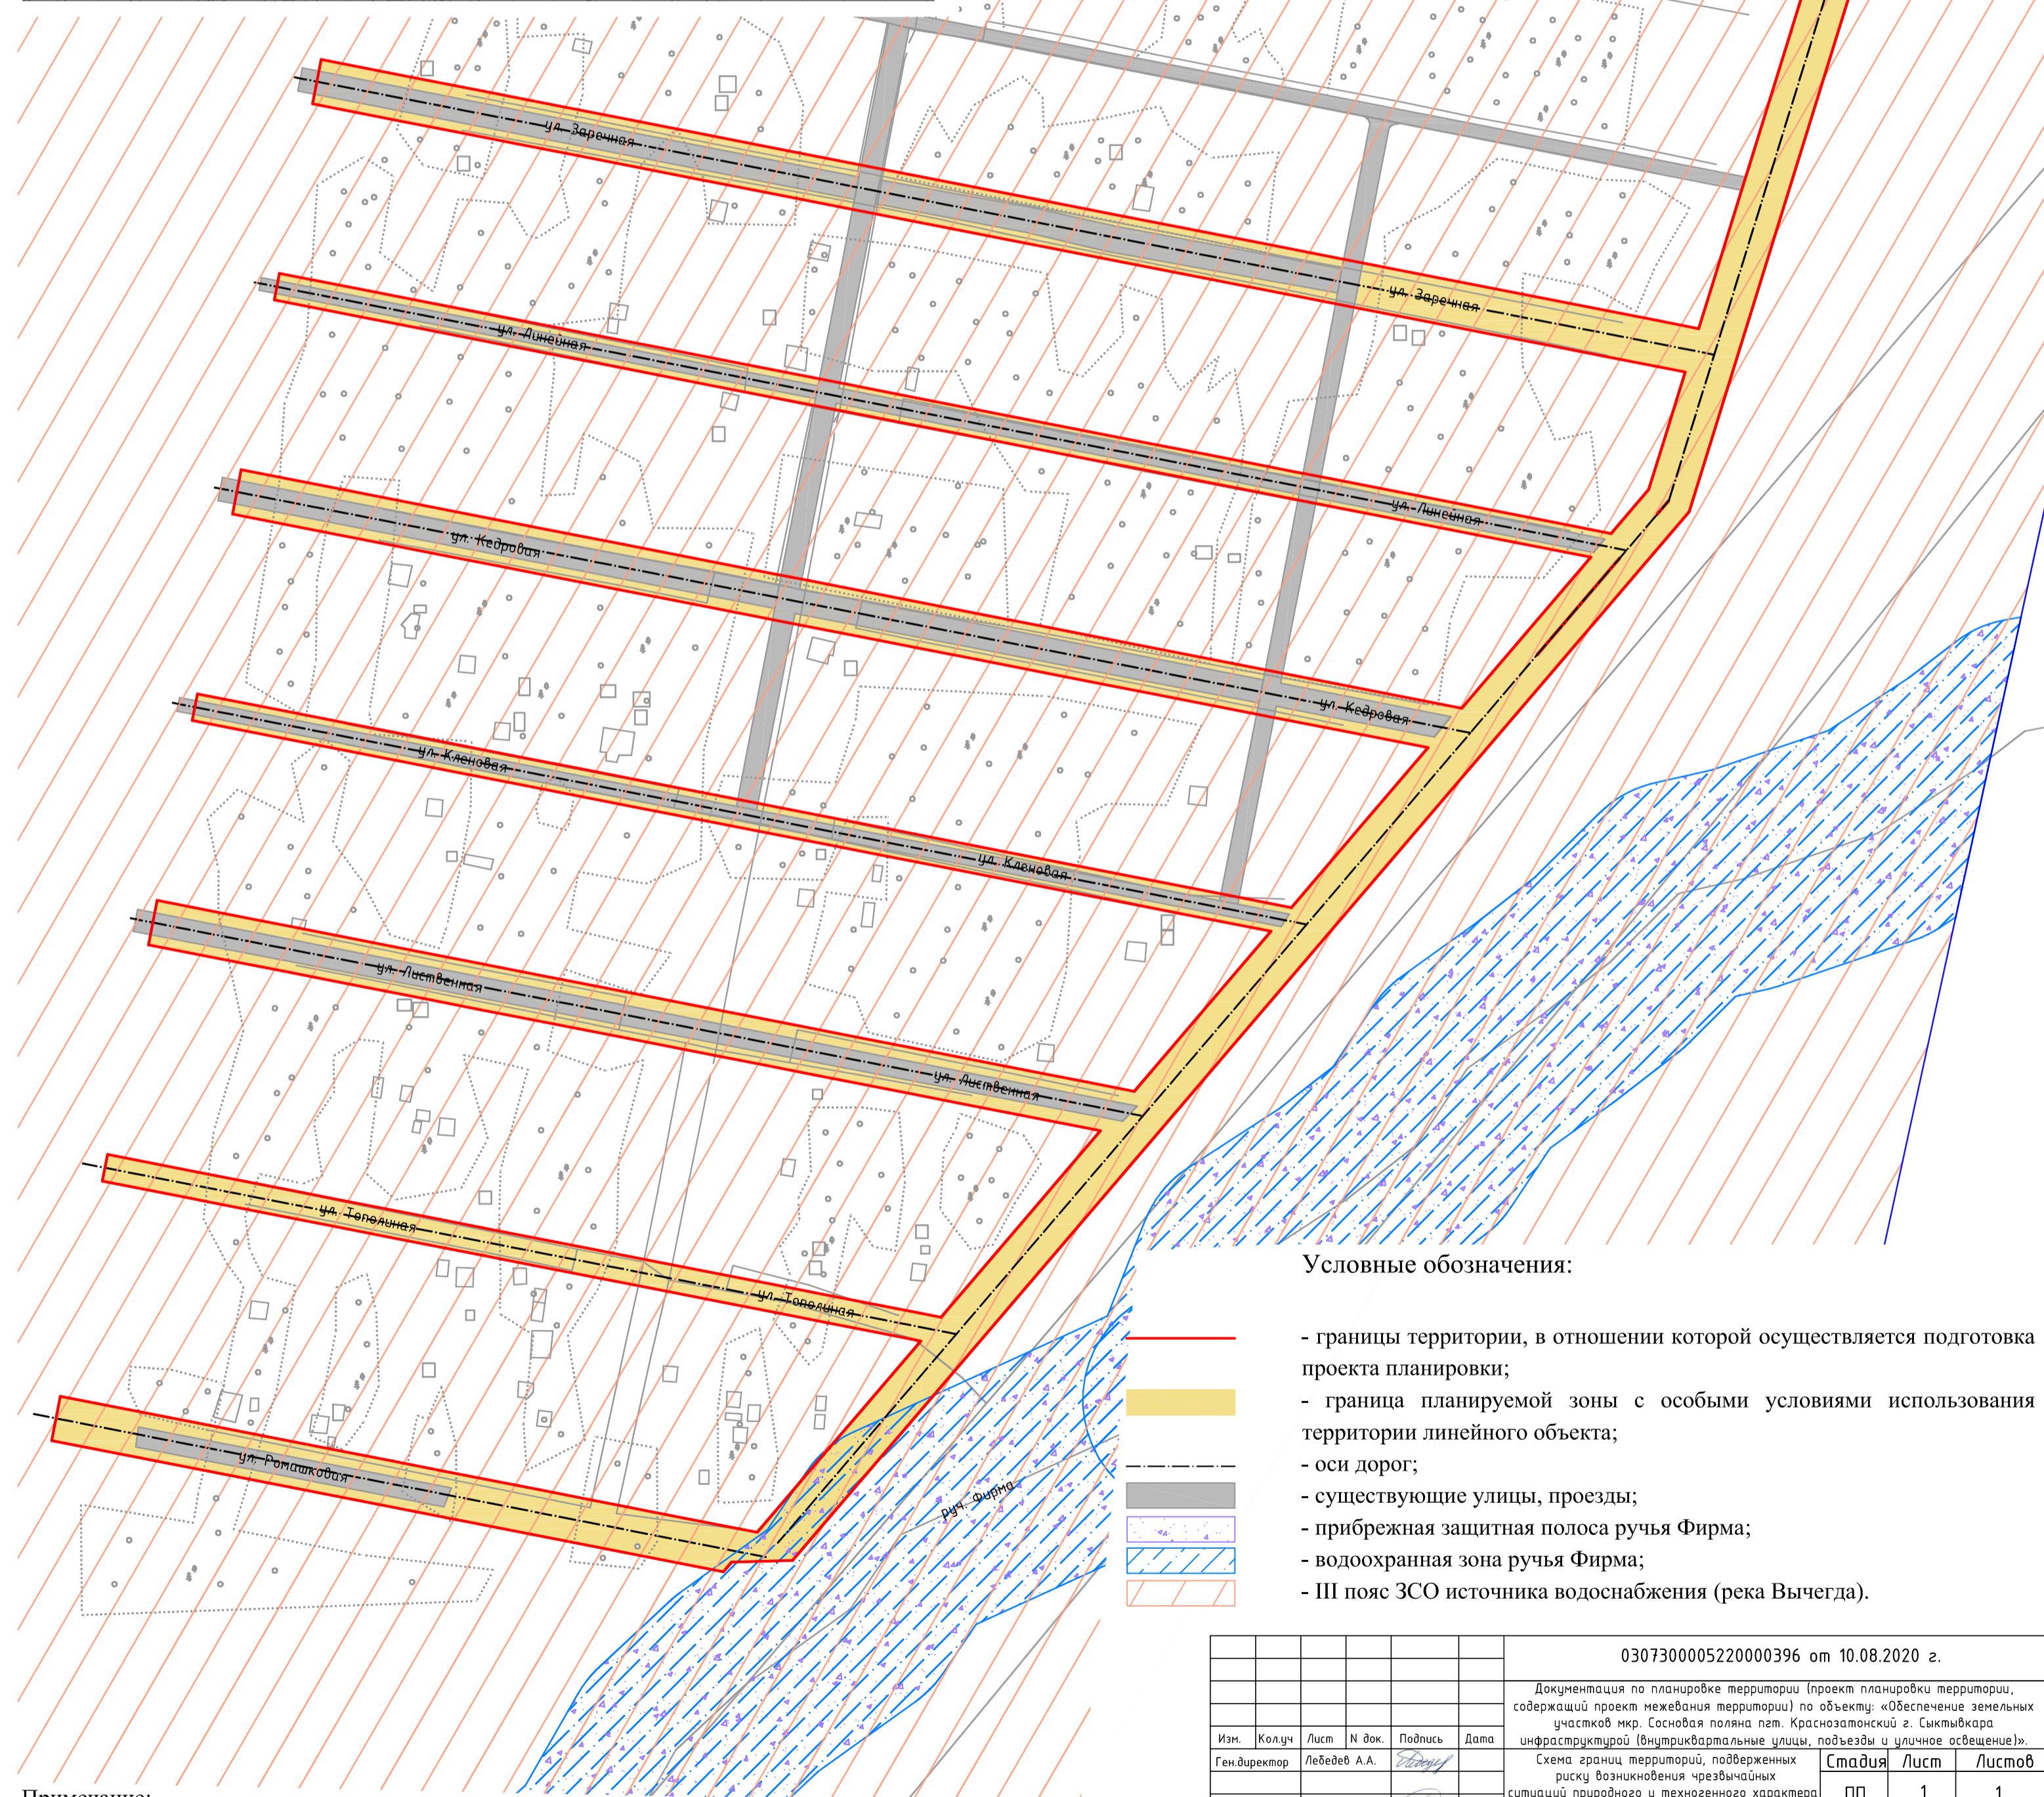 ул. Заречная
ул. Заречная
ул. Линейная
ул. Линейная
ул. Кедровая
ул. Кедровая
ул. Кленовая
ул. Кленовая
ул. Лиственная
ул. Лиственная
ул. Тополиная
ул. Тополиная
ул. Ромашковая
руч. Фирма
Условные обозначения:
- границы территории, в отношении которой осуществляется подготовка
проекта планировки;
- граница планируемой зоны с особыми условиями использования
территории линейного объекта;
- оси дорог;
- существующие улицы, проезды;
- прибрежная защитная полоса ручья Фирма;
- водоохранная зона ручья Фирма;
- III пояс ЗСО источника водоснабжения (река Вычегда).
0307300005220000396 от 10.08.2020 г.
Документация по планировке территории (проект планировки территории,
содержащий проект межевания территории) по объекту: «Обеспечение земельных
участков мкр. Сосновая поляна пгт. Краснозатонский г. Сыктывкара
инфраструктурой (внутриквартальные улицы, подъезды и уличное освещение)».
Изм. Кол.уч Лист N док. Подпись Дата
Ген.директор Лебедев А.А.
Схема границ территорий, подверженных
риску возникновения чрезвычайных
ситуаций природного и техногенного характера
Стадия Лист Листов
ПП 1 1
Примечание: